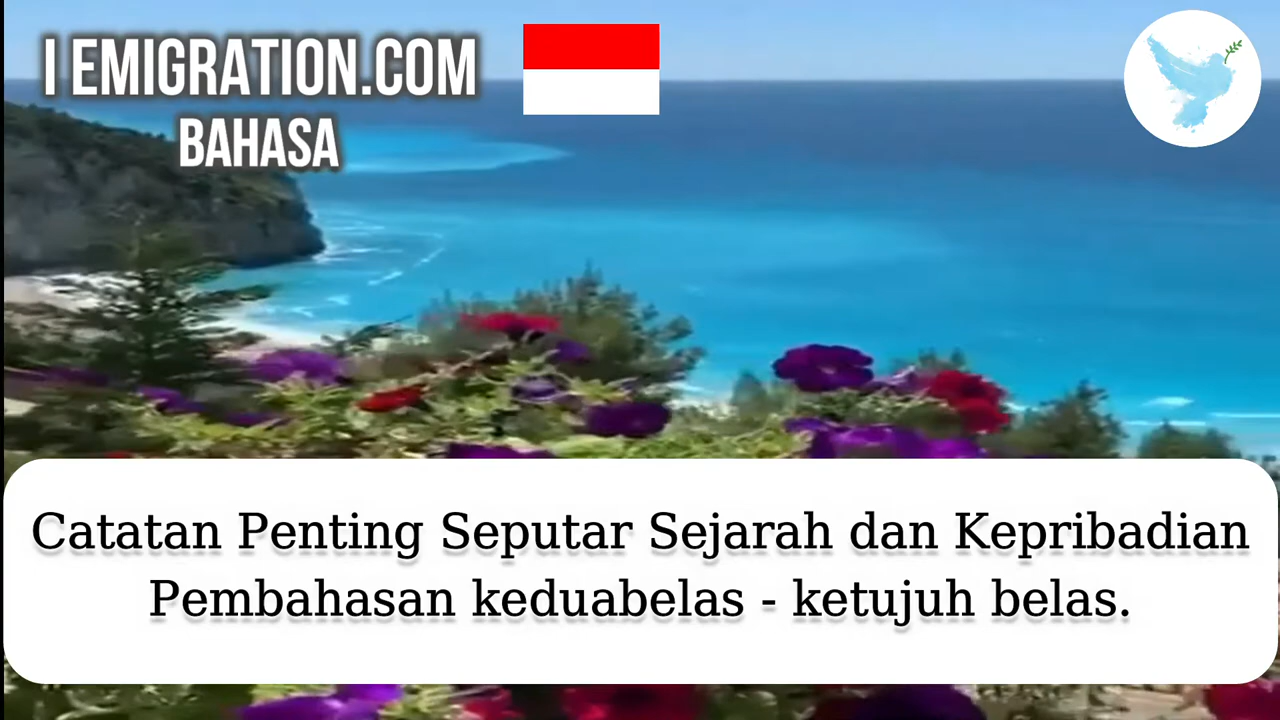 I EMIGRATION.COM
BAHASA
Catatan Penting Seputar Sejarah dan Kepribadian
Pembahasan keduabelas - ketujuh belas.